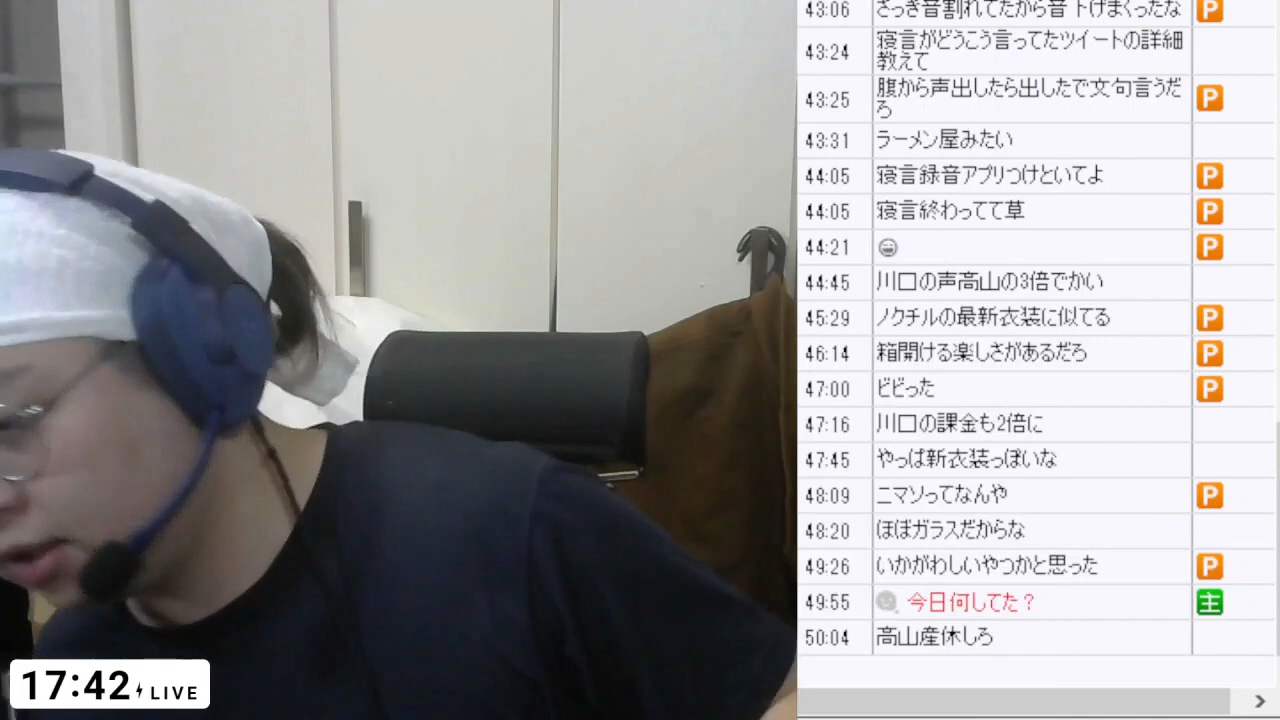 43:06 さっき音割れてたから音下げまくったな P
43:24 寝言がどうこう言ってたツイートの詳細
教えて
43:25 腹から声出したら出したで文句言うだ
ろ P
43:31 ラーメン屋みたい
44:05 寝言録音アプリつけといてよ P
44:05 寝言終わってて草 P
44:21 😄 P
44:45 川口の声高山の3倍でかい
45:29 ノクチルの最新衣装に似てる P
46:14 箱開ける楽しさがあるだろ P
47:00 ビビった P
47:16 川口の課金も2倍に
47:45 やっぱ新衣装っぽいな
48:09 ニマソってなんや P
48:20 ほぼガラスだからな
49:26 いかがわしいやつかと思った P
49:55 今日何してた？ 主
50:04 高山産休しろ
17:42 LIVE